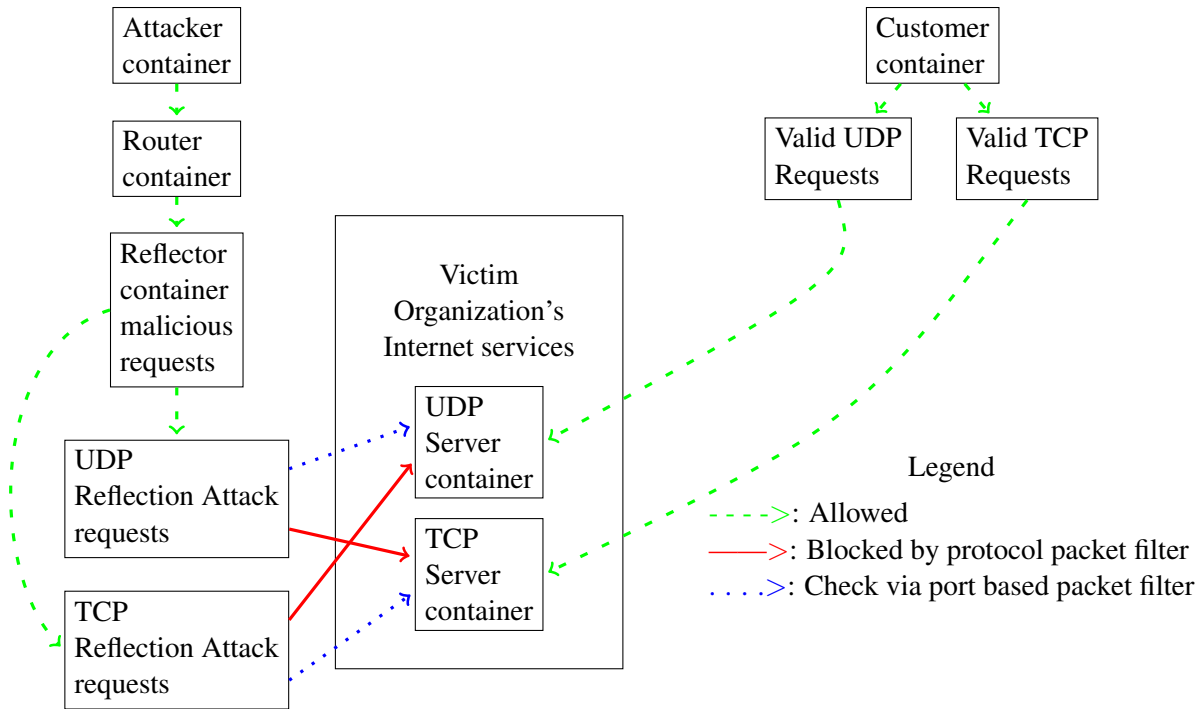 Attacker
container
Customer
container
Router
container
Valid UDP
Requests
Valid TCP
Requests
Reflector
container
malicious
requests
Victim
Organization's
Internet services
UDP
Server
container
UDP
Reflection Attack
requests
TCP
Server
container
TCP
Reflection Attack
requests
Legend
: Allowed
: Blocked by protocol packet filter
: Check via port based packet filter